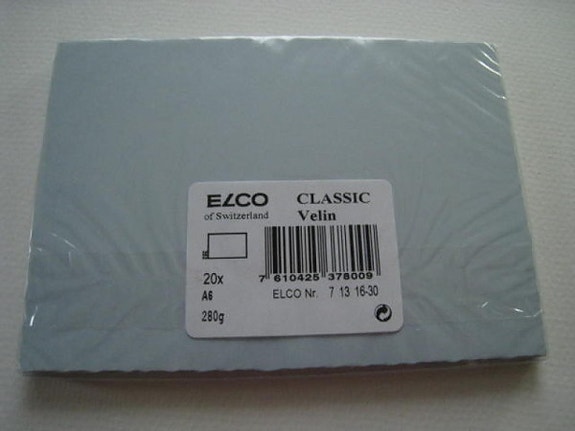 ELCO CLASSIC
of Switzerland Velin
20x
7 610425 378009
A6 ELCO Nr. 7 13 16-30
280g